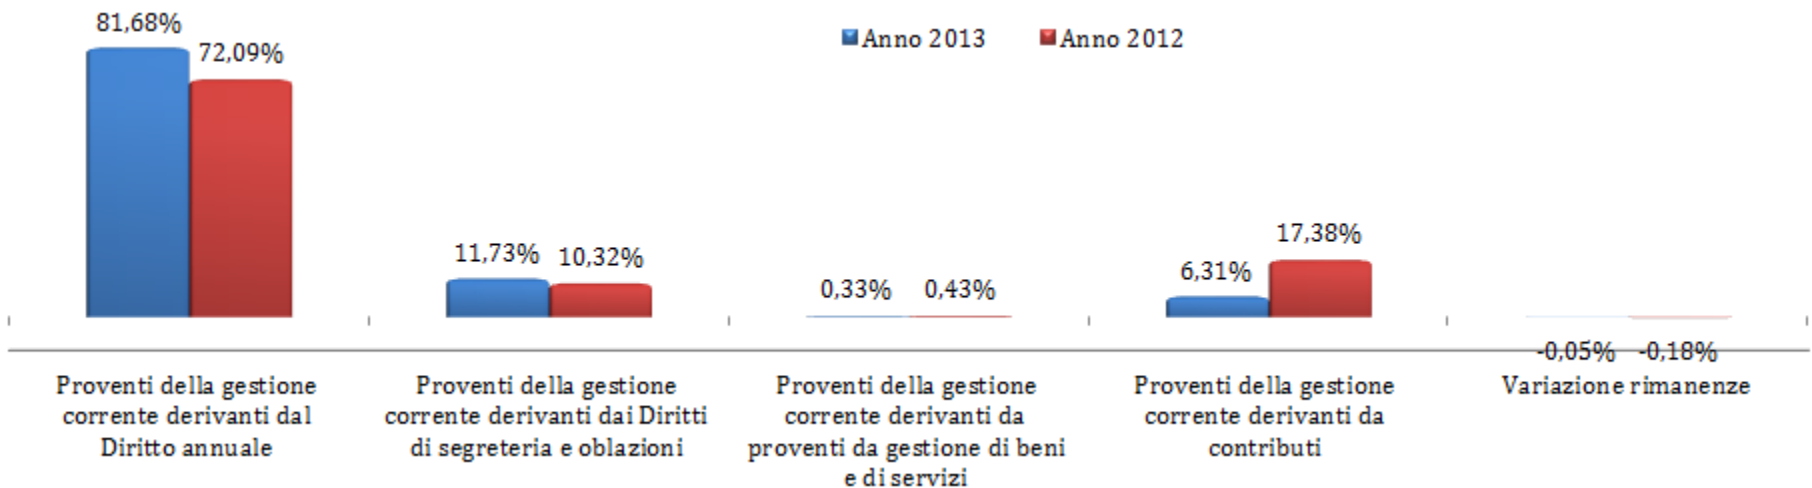 81,68%
72,09%
Anno 2013
Anno 2012
11,73%
10,32%
0,33%
0,43%
6,31%
17,38%
-0,05%
-0,18%
Proventi della gestione
corrente derivanti dal
Diritto annuale
Proventi della gestione
corrente derivanti dai Diritti
di segreteria e oblazioni
Proventi della gestione
corrente derivanti da
proventi da gestione di beni
e di servizi
Proventi della gestione
corrente derivanti da
contributi
Variazione rimanenze